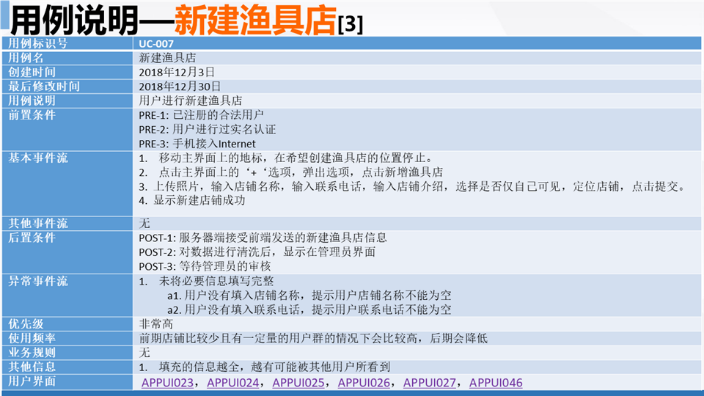 用例说明—新建渔具店[3]
用例标识号 UC-007
用例名 新建渔具店
创建时间 2018年12月3日
最后修改时间 2018年12月30日
用例说明 用户进行新建渔具店
前置条件 PRE-1: 已注册的合法用户
PRE-2: 用户进行过实名认证
PRE-3: 手机接入Internet
基本事件流 1. 移动主界面上的地标，在希望创建渔具店的位置停止。
2. 点击主界面上的‘+‘选项，弹出选项，点击新增渔具店
3. 上传照片，输入店铺名称，输入联系电话，输入店铺介绍，选择是否仅自己可见，定位店铺，点击提交。
4. 显示新建店铺成功
其他事件流 无
后置条件 POST-1: 服务器端接受前端发送的新建渔具店信息
POST-2: 对数据进行清洗后，显示在管理员界面
POST-3: 等待管理员的审核
异常事件流 1. 未将必要信息填写完整
a1. 用户没有填入店铺名称，提示用户店铺名称不能为空
a2. 用户没有填入联系电话，提示用户联系电话不能为空
优先级 非常高
使用频率 前期店铺比较少且有一定量的用户群的情况下会比较高，后期会降低
业务规则 无
其他信息 1. 填充的信息越全，越有可能被其他用户所看到
用户界面 APPUI023，APPUI024，APPUI025，APPUI026，APPUI027，APPUI046